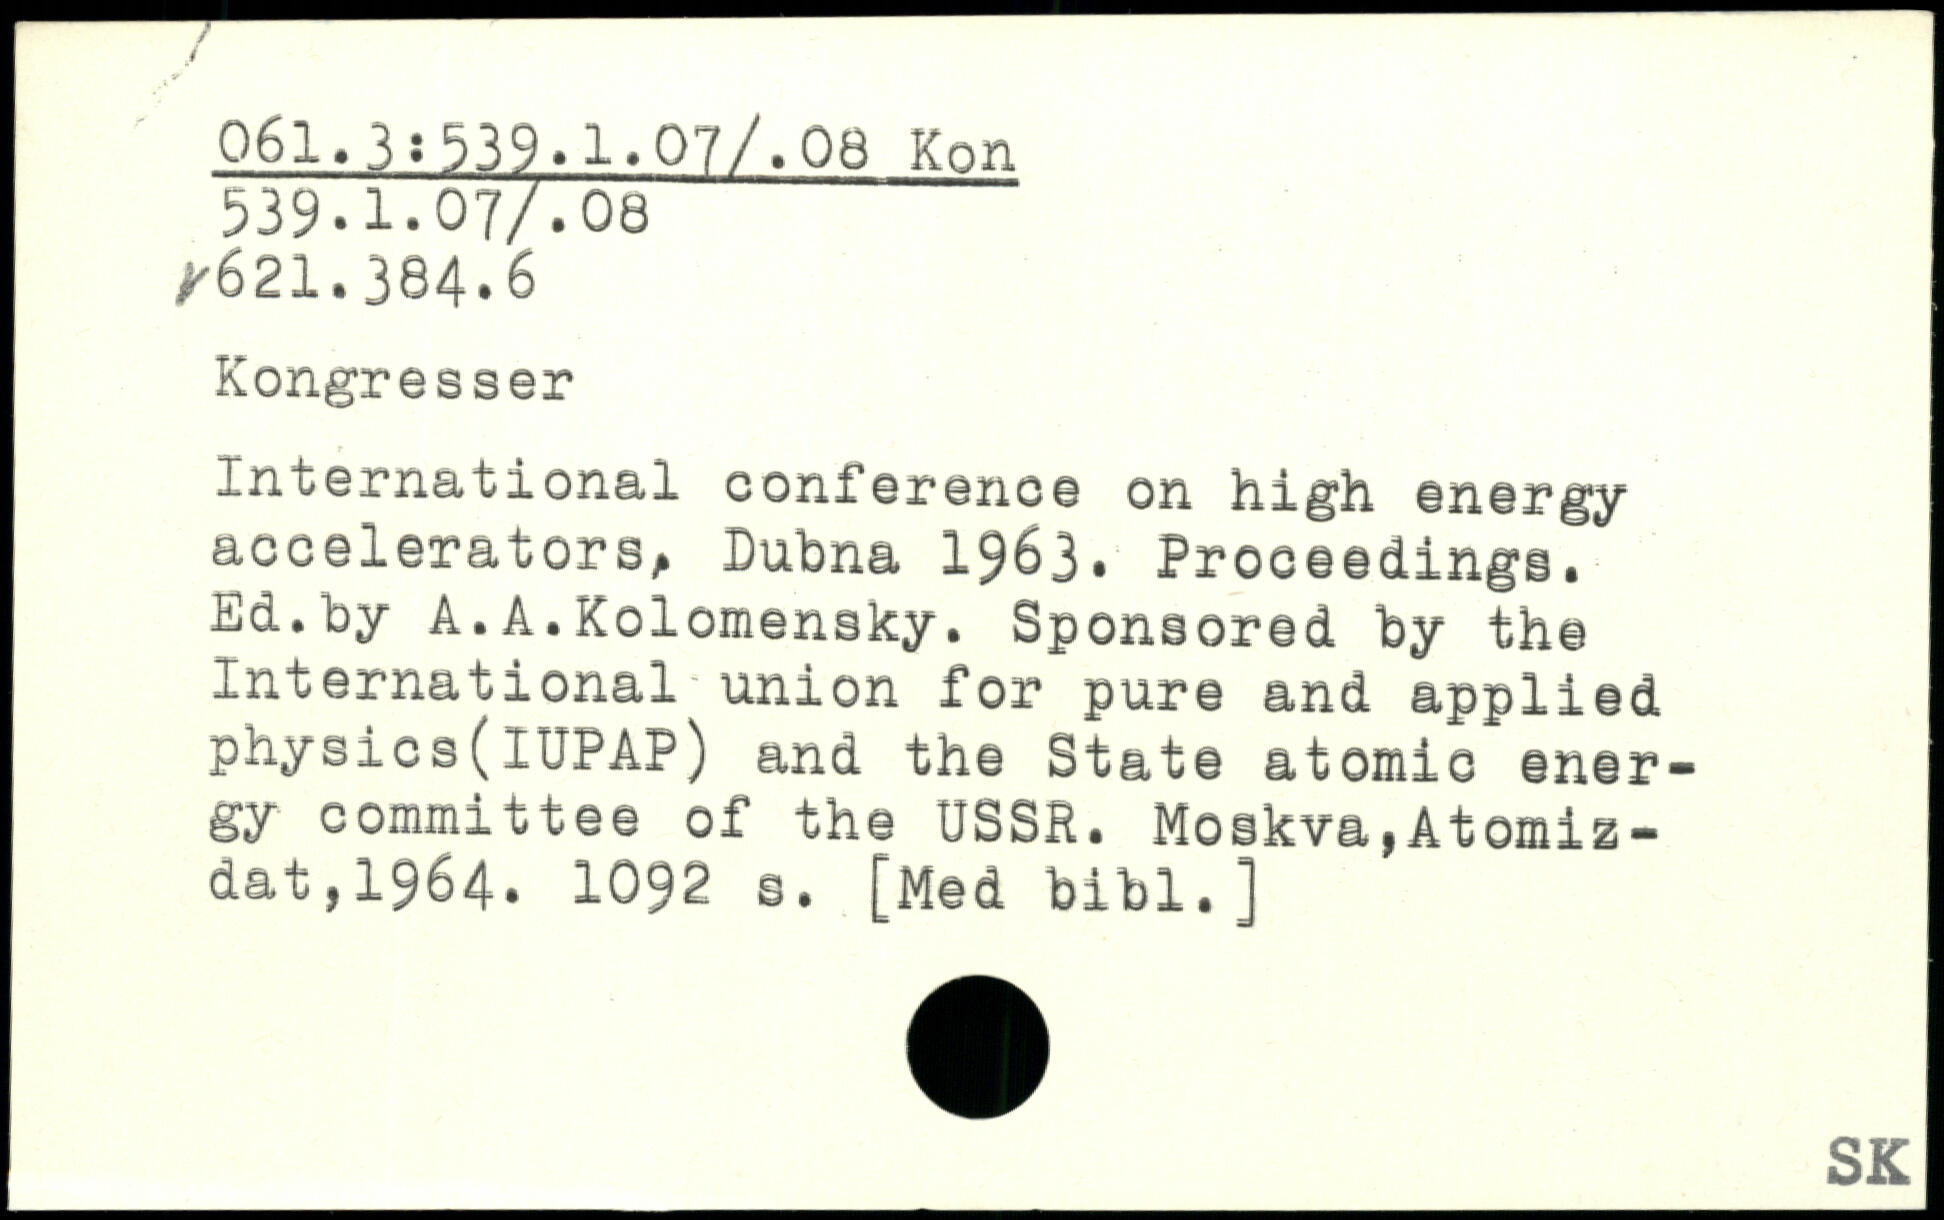 061.3:539.1.07/.08 Kon
539.1.07/.08
621.384.6
Kongresser
International conference on high energy
accelerators, Dubna 1963. Proceedings.
Ed.by A.A.Kolomensky. Sponsored by the
International union for pure and applied
physics(IUPAP) and the State atomic ener-
gy committee of the USSR. Moskva,Atomiz-
dat,1964. 1092 s. [Med bibl.]
SK